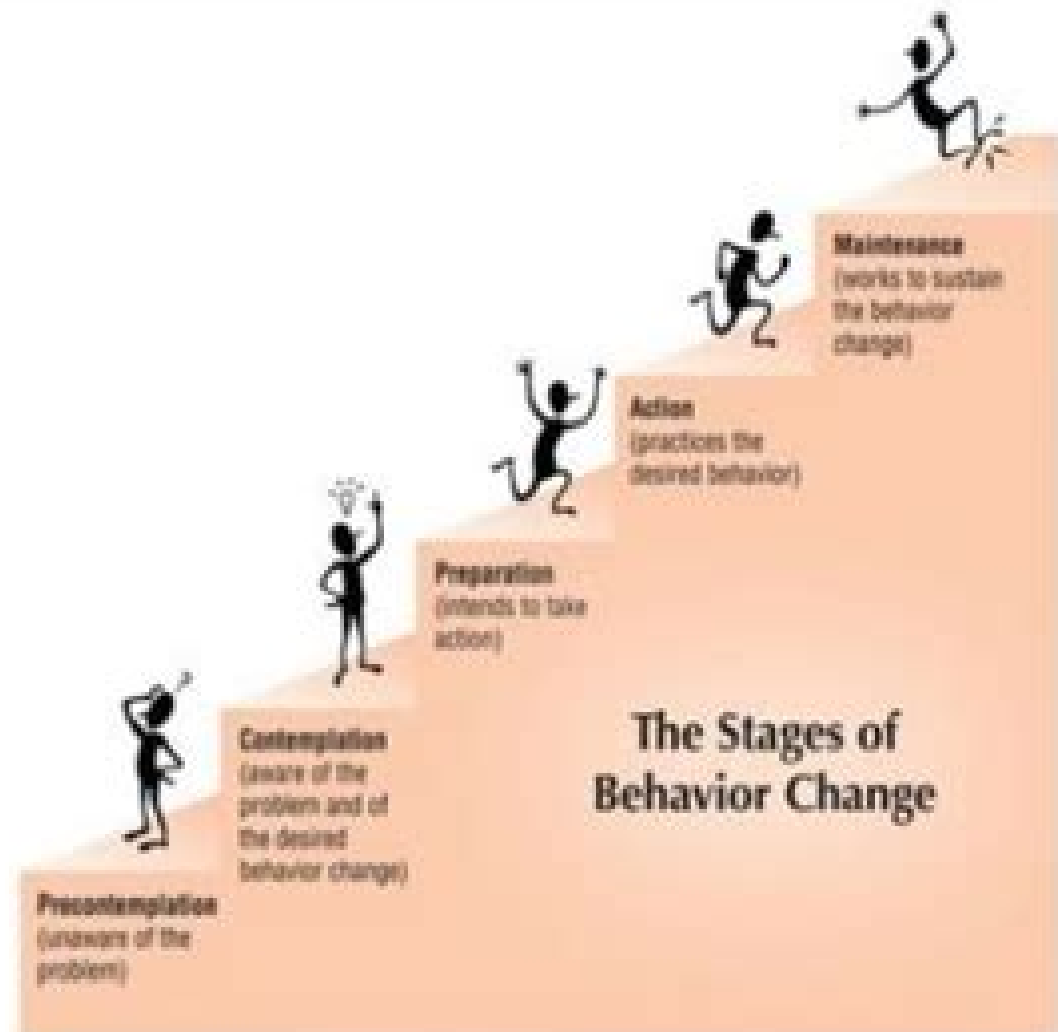 Maintenance
(works to sustain
the behavior
change)
Action
(practices the
desired behavior)
Preparation
(intends to take
action)
Contemplation
(aware of the
problem and of
the desired
behavior change)
Precontemplation
(unaware of the
problem)
The Stages of
Behavior Change